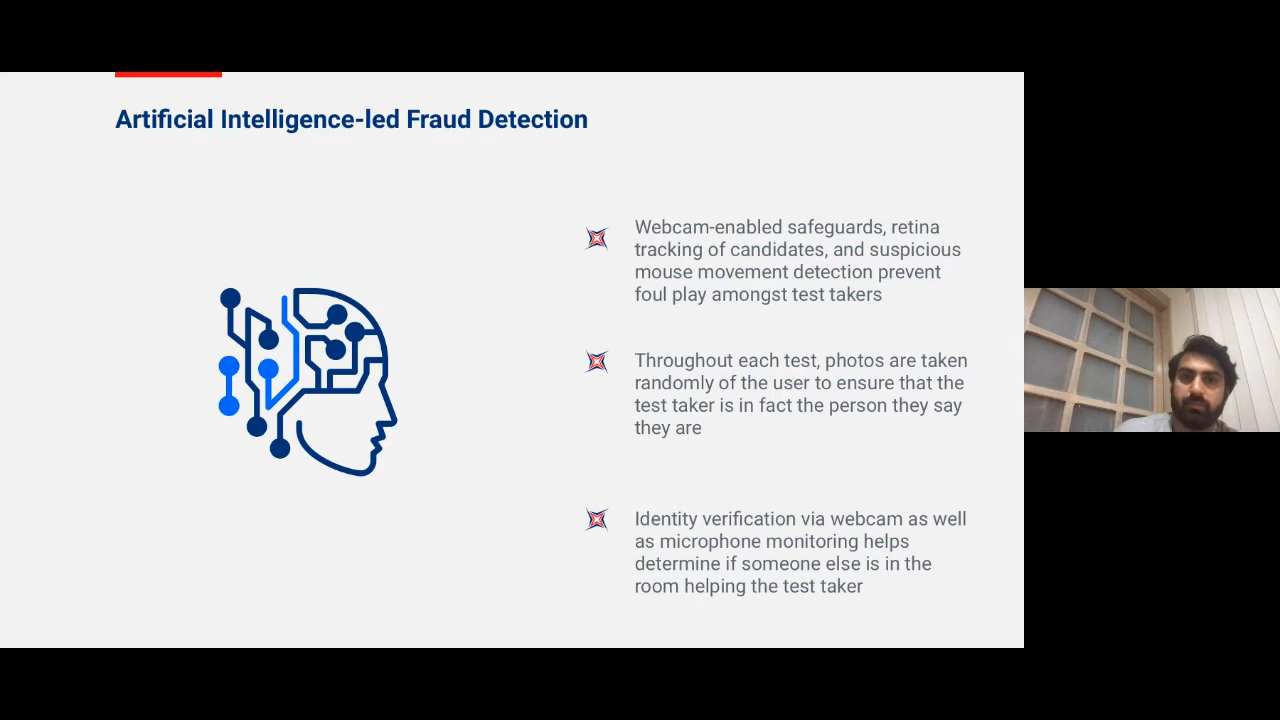 Artificial Intelligence-led Fraud Detection
Webcam-enabled safeguards, retina
tracking of candidates, and suspicious
mouse movement detection prevent
foul play amongst test takers
Throughout each test, photos are taken
randomly of the user to ensure that the
test taker is in fact the person they say
they are
Identity verification via webcam as well
as microphone monitoring helps
determine if someone else is in the
room helping the test taker